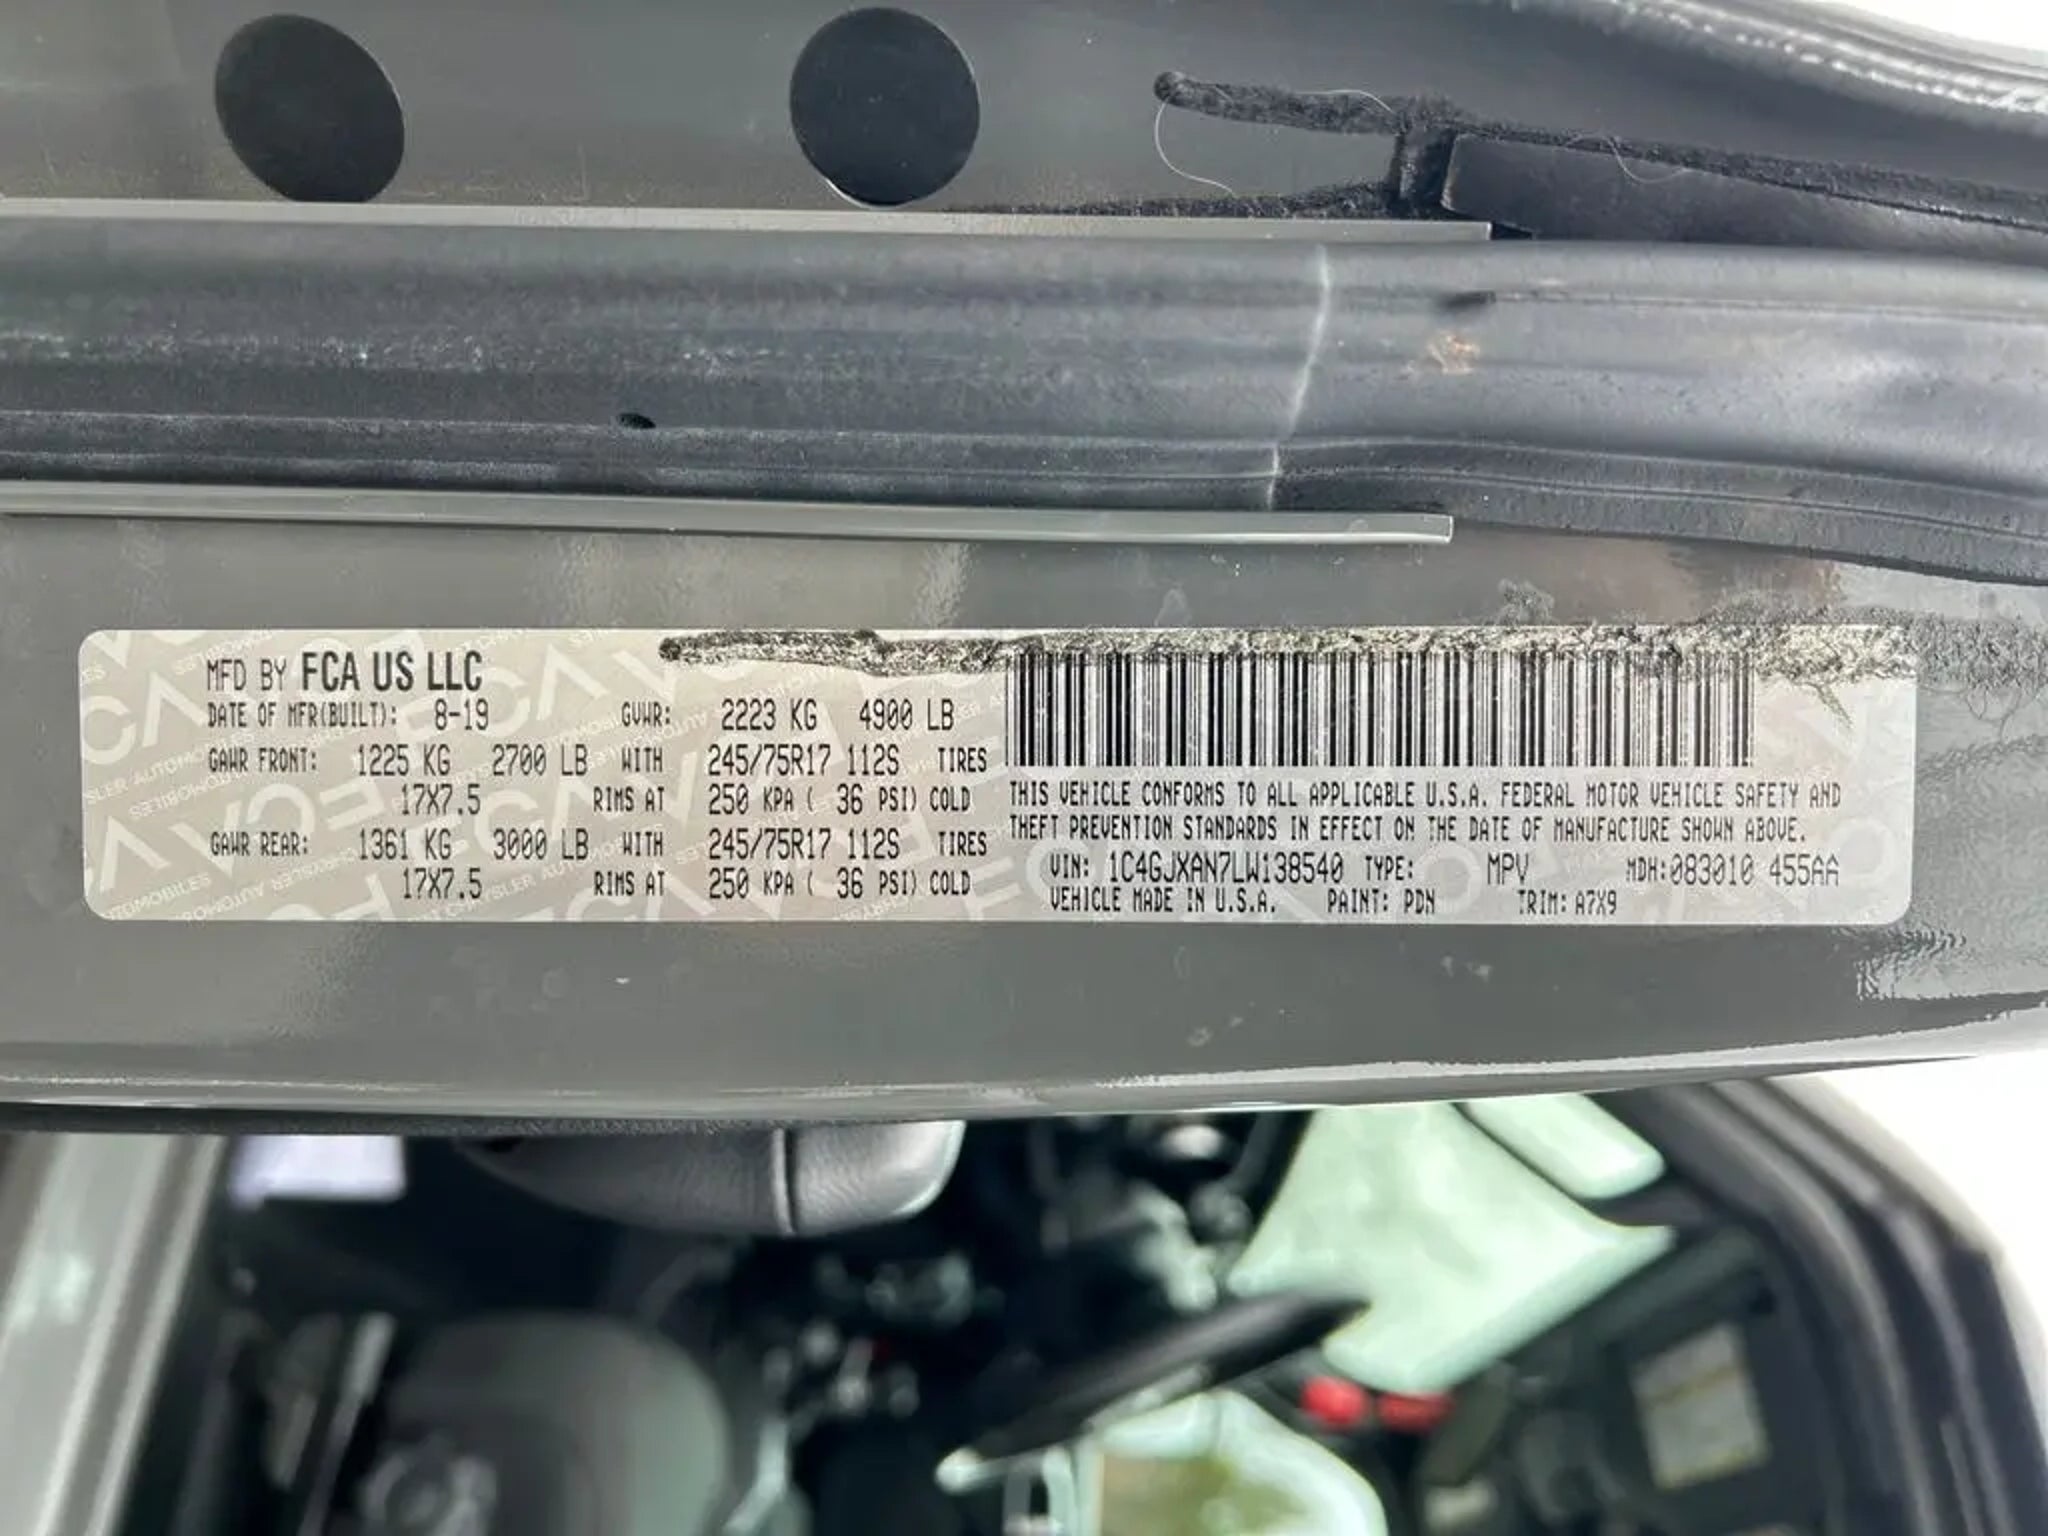 MFD BY FCA US LLC
DATE OF MFR(BUILT): 8-19 GVWR: 2223 KG 4900 LB
GAWR FRONT: 1225 KG 2700 LB WITH 245/75R17 112S TIRES
17X7.5 RIMS AT 250 KPA ( 36 PSI) COLD
GAWR REAR: 1361 KG 3000 LB WITH 245/75R17 112S TIRES
17X7.5 RIMS AT 250 KPA ( 36 PSI) COLD
THIS VEHICLE CONFORMS TO ALL APPLICABLE U.S.A. FEDERAL MOTOR VEHICLE SAFETY AND
THEFT PREVENTION STANDARDS IN EFFECT ON THE DATE OF MANUFACTURE SHOWN ABOVE.
VIN: 1C4GJXAN7LW138540 TYPE: MPV MDH:083010 455AA
VEHICLE MADE IN U.S.A. PAINT: PDN TRIM: A7X9